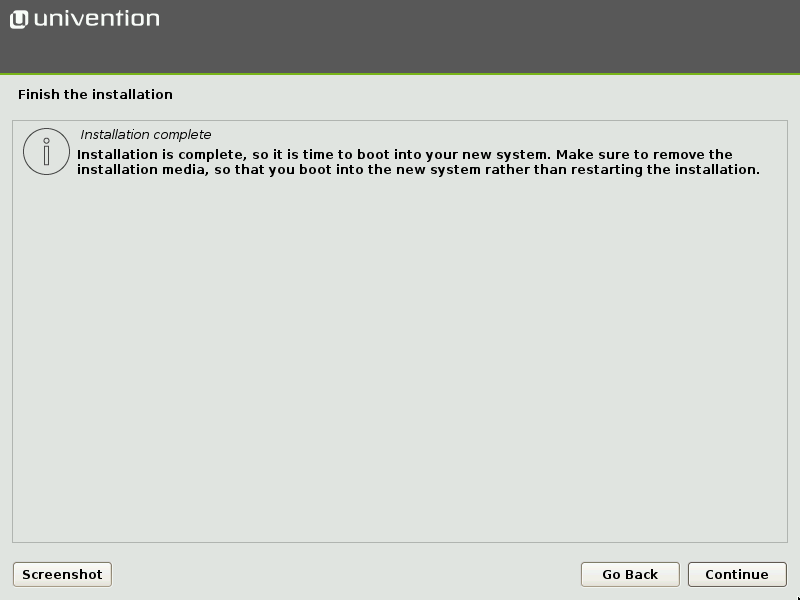 univention
Finish the installation
Installation complete
Installation is complete, so it is time to boot into your new system. Make sure to remove the
installation media, so that you boot into the new system rather than restarting the installation.
Screenshot
Go Back
Continue